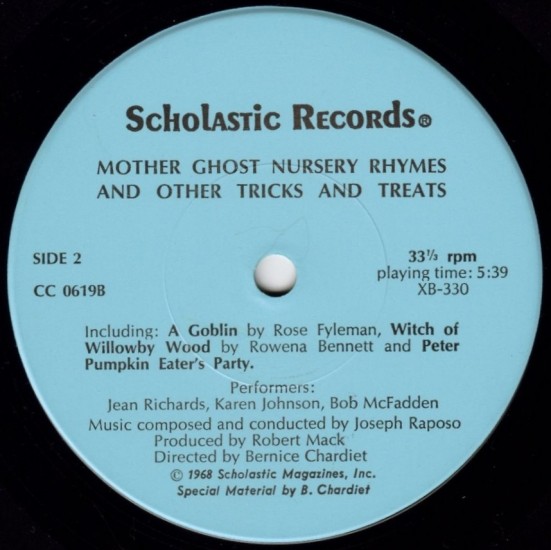 Scholastic Records®
MOTHER GHOST NURSERY RHYMES
AND OTHER TRICKS AND TREATS
SIDE 2
33⅓ rpm
playing time: 5:39
CC 0619B
XB-330
Including: A Goblin by Rose Fyleman, Witch of
Willowby Wood by Rowena Bennett and Peter
Pumpkin Eater's Party.
Performers:
Jean Richards, Karen Johnson, Bob McFadden
Music composed and conducted by Joseph Raposo
Produced by Robert Mack
Directed by Bernice Chardiet
© 1968 Scholastic Magazines, Inc.
Special Material by B. Chardiet